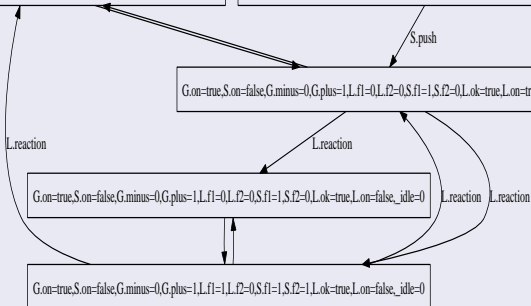 S.push
G.on=true,S.on=false,G.minus=0,G.plus=1,L.f1=0,L.f2=0,S.f1=1,S.f2=0,L.ok=true,L.on=tr
L.reaction
L.reaction
G.on=true,S.on=false,G.minus=0,G.plus=1,L.f1=0,L.f2=0,S.f1=1,S.f2=0,L.ok=true,L.on=false,_idle=0
L.reaction
L.reaction
G.on=true,S.on=false,G.minus=0,G.plus=1,L.f1=1,L.f2=0,S.f1=1,S.f2=1,L.ok=true,L.on=false,_idle=0